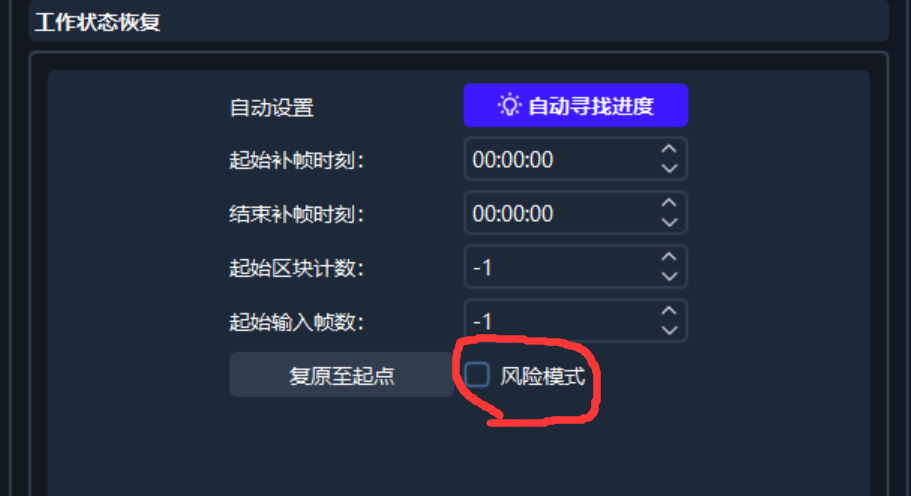 工作状态恢复
自动设置 自动寻找进度
起始补帧时刻： 00:00:00
结束补帧时刻： 00:00:00
起始区块计数： -1
起始输入帧数： -1
复原至起点 风险模式